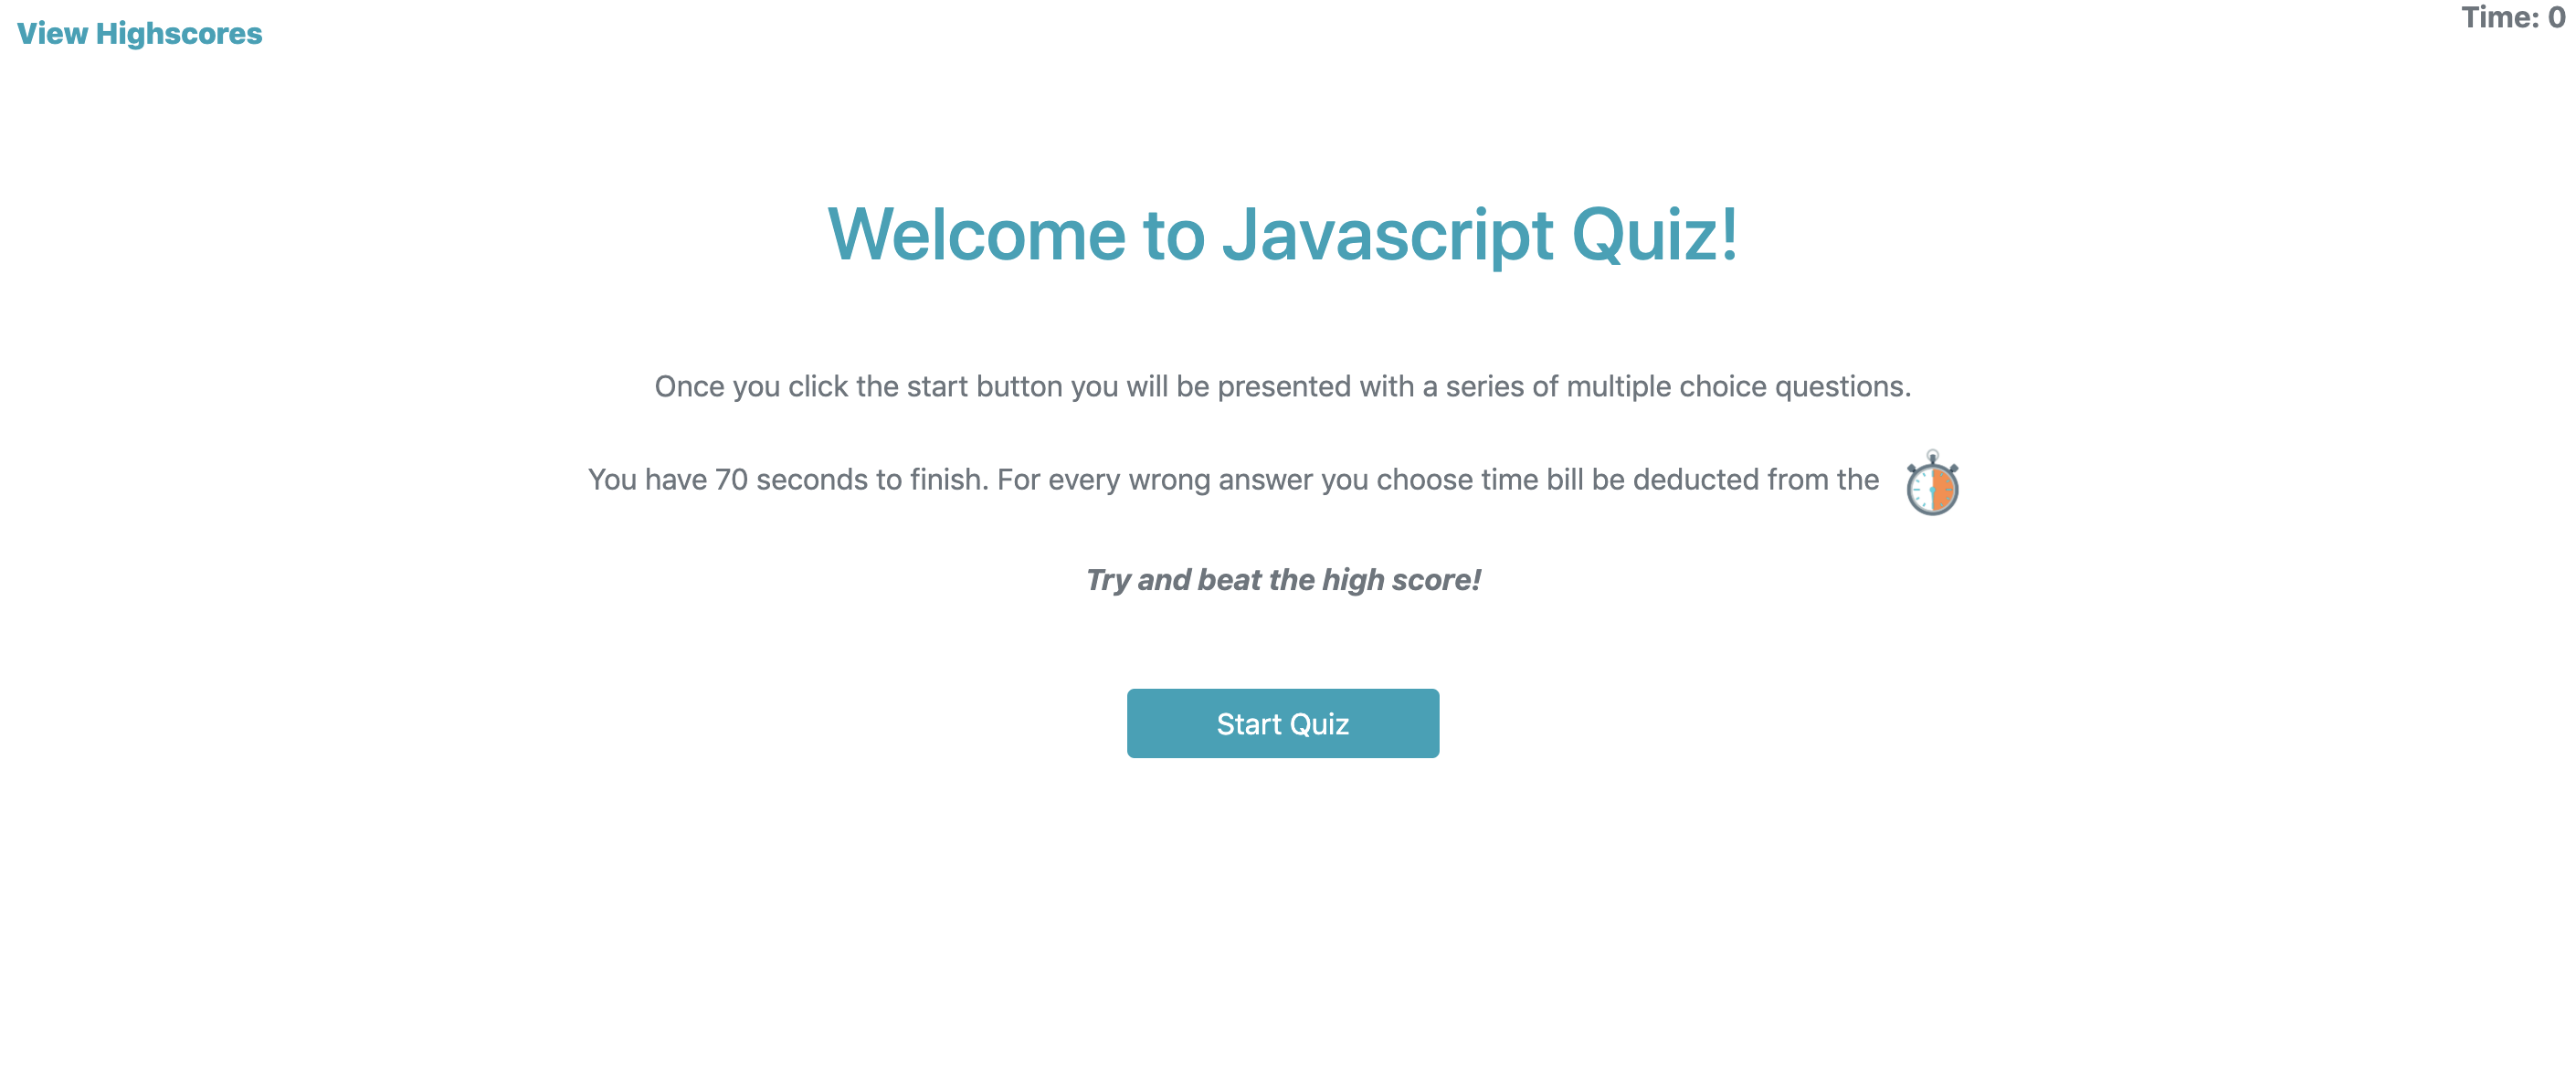 View Highscores
Time: 0
Welcome to Javascript Quiz!
Once you click the start button you will be presented with a series of multiple choice questions.
You have 70 seconds to finish. For every wrong answer you choose time bill be deducted from the
Try and beat the high score!
Start Quiz